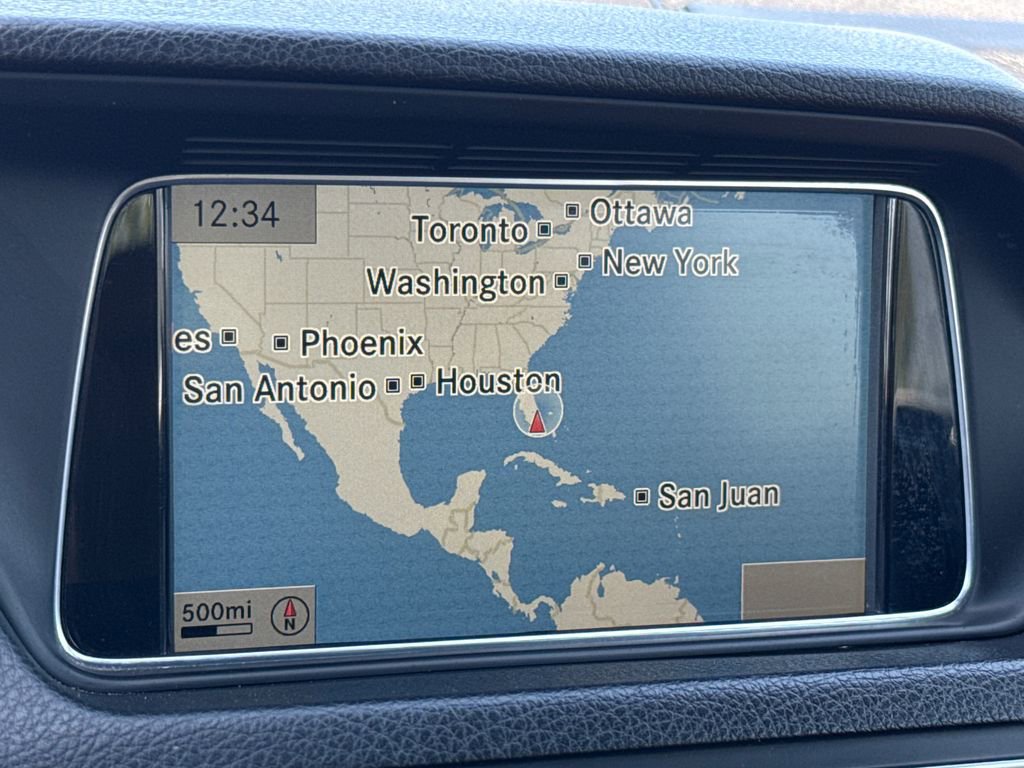 12:34
Ottawa
Toronto
New York
Washington
es
Phoenix
San Antonio
Houston
San Juan
500mi
N